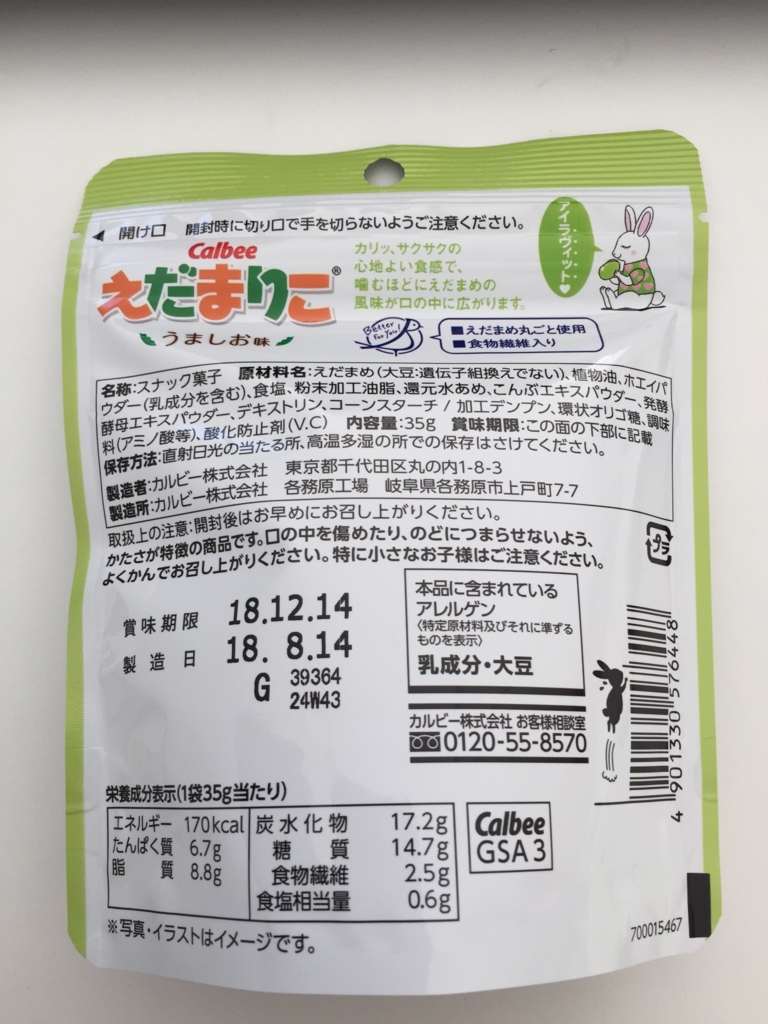 ◀ 開け口 開封時に切り口で手を切らないようご注意ください。
Calbee
えだまりこ®
うましお味
カリッ、サクサクの
心地よい食感で、
噛むほどにえだまめの
風味が口の中に広がります。
アイラヴィット♥
Better For You!
■えだまめ丸ごと使用
■食物繊維入り
名称:スナック菓子 原材料名:えだまめ(大豆:遺伝子組換えでない)、植物油、ホエイパ
ウダー(乳成分を含む)、食塩、粉末加工油脂、還元水あめ、こんぶエキスパウダー、発酵
酵母エキスパウダー、デキストリン、コーンスターチ / 加工デンプン、環状オリゴ糖、調味
料(アミノ酸等)、酸化防止剤(V.C) 内容量:35g 賞味期限:この面の下部に記載
保存方法:直射日光の当たる所、高温多湿の所での保存はさけてください。
製造者:カルビー株式会社 東京都千代田区丸の内1-8-3
製造所:カルビー株式会社 各務原工場 岐阜県各務原市上戸町7-7
取扱上の注意:開封後はお早めにお召し上がりください。
かたさが特徴の商品です。口の中を傷めたり、のどにつまらせないよう、
よくかんでお召し上がりください。特に小さなお子様はご注意ください。
プラ
賞味期限 18.12.14
製造日 18. 8.14
G 39364
24W43
本品に含まれている
アレルゲン
〈特定原材料及びそれに準ずる
ものを表示〉
乳成分・大豆
カルビー株式会社 お客様相談室
0120-55-8570
4 901330 576448
栄養成分表示(1袋35g当たり)
エネルギー 170kcal
たんぱく質 6.7g
脂質 8.8g
炭水化物 17.2g
糖質 14.7g
食物繊維 2.5g
食塩相当量 0.6g
Calbee
GSA3
※写真・イラストはイメージです。
700015467